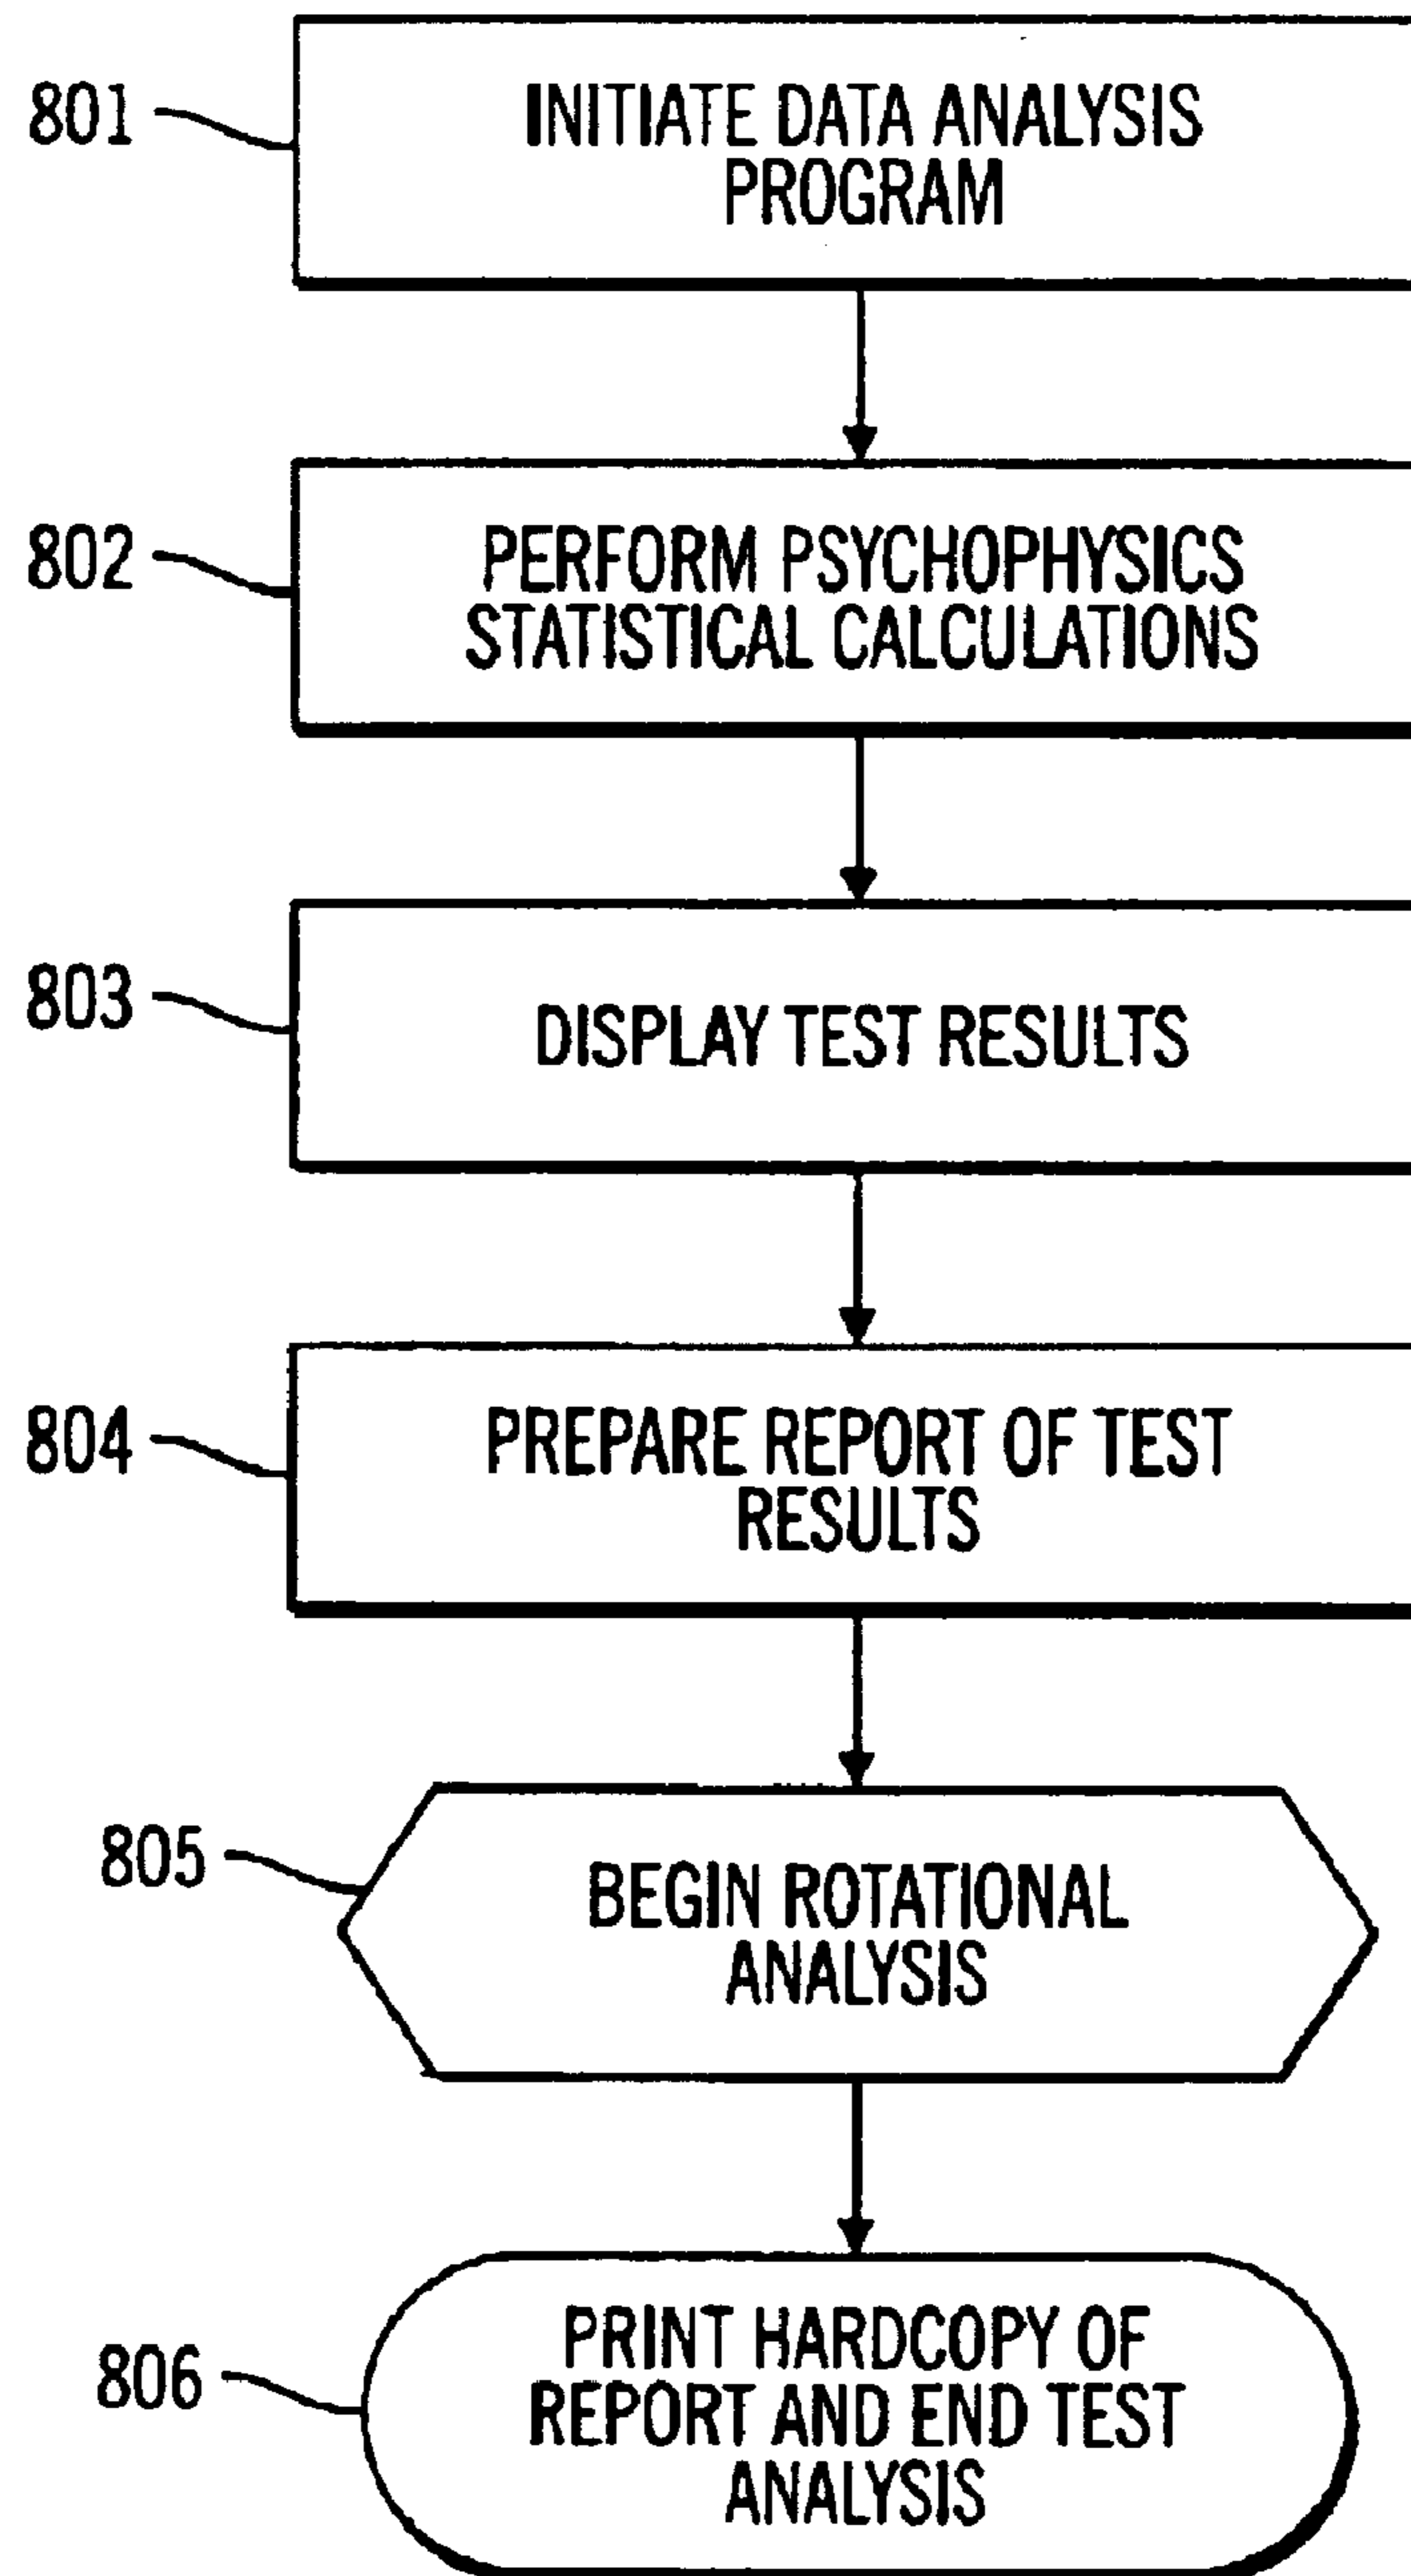 801
INITIATE DATA ANALYSIS
PROGRAM
802
PERFORM PSYCHOPHYSICS
STATISTICAL CALCULATIONS
803
DISPLAY TEST RESULTS
804
PREPARE REPORT OF TEST
RESULTS
805
BEGIN ROTATIONAL
ANALYSIS
806
PRINT HARDCOPY OF
REPORT AND END TEST
ANALYSIS